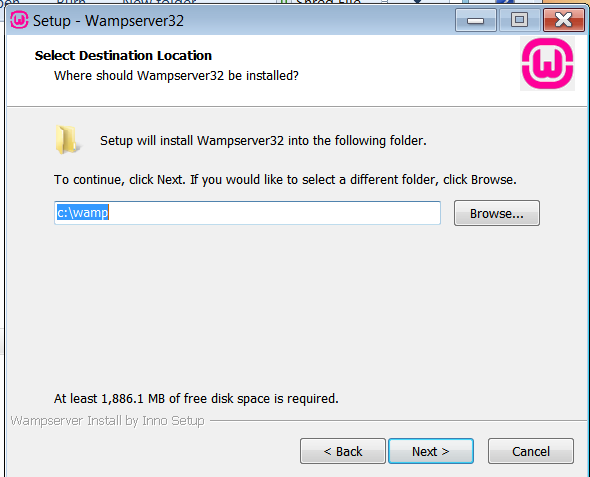 New folder
Setup - Wampserver32
Select Destination Location
Where should Wampserver32 be installed?
Setup will install Wampserver32 into the following folder.
To continue, click Next. If you would like to select a different folder, click Browse.
c:\wamp
Browse...
At least 1,886.1 MB of free disk space is required.
Wampserver Install by Inno Setup
< Back
Next >
Cancel